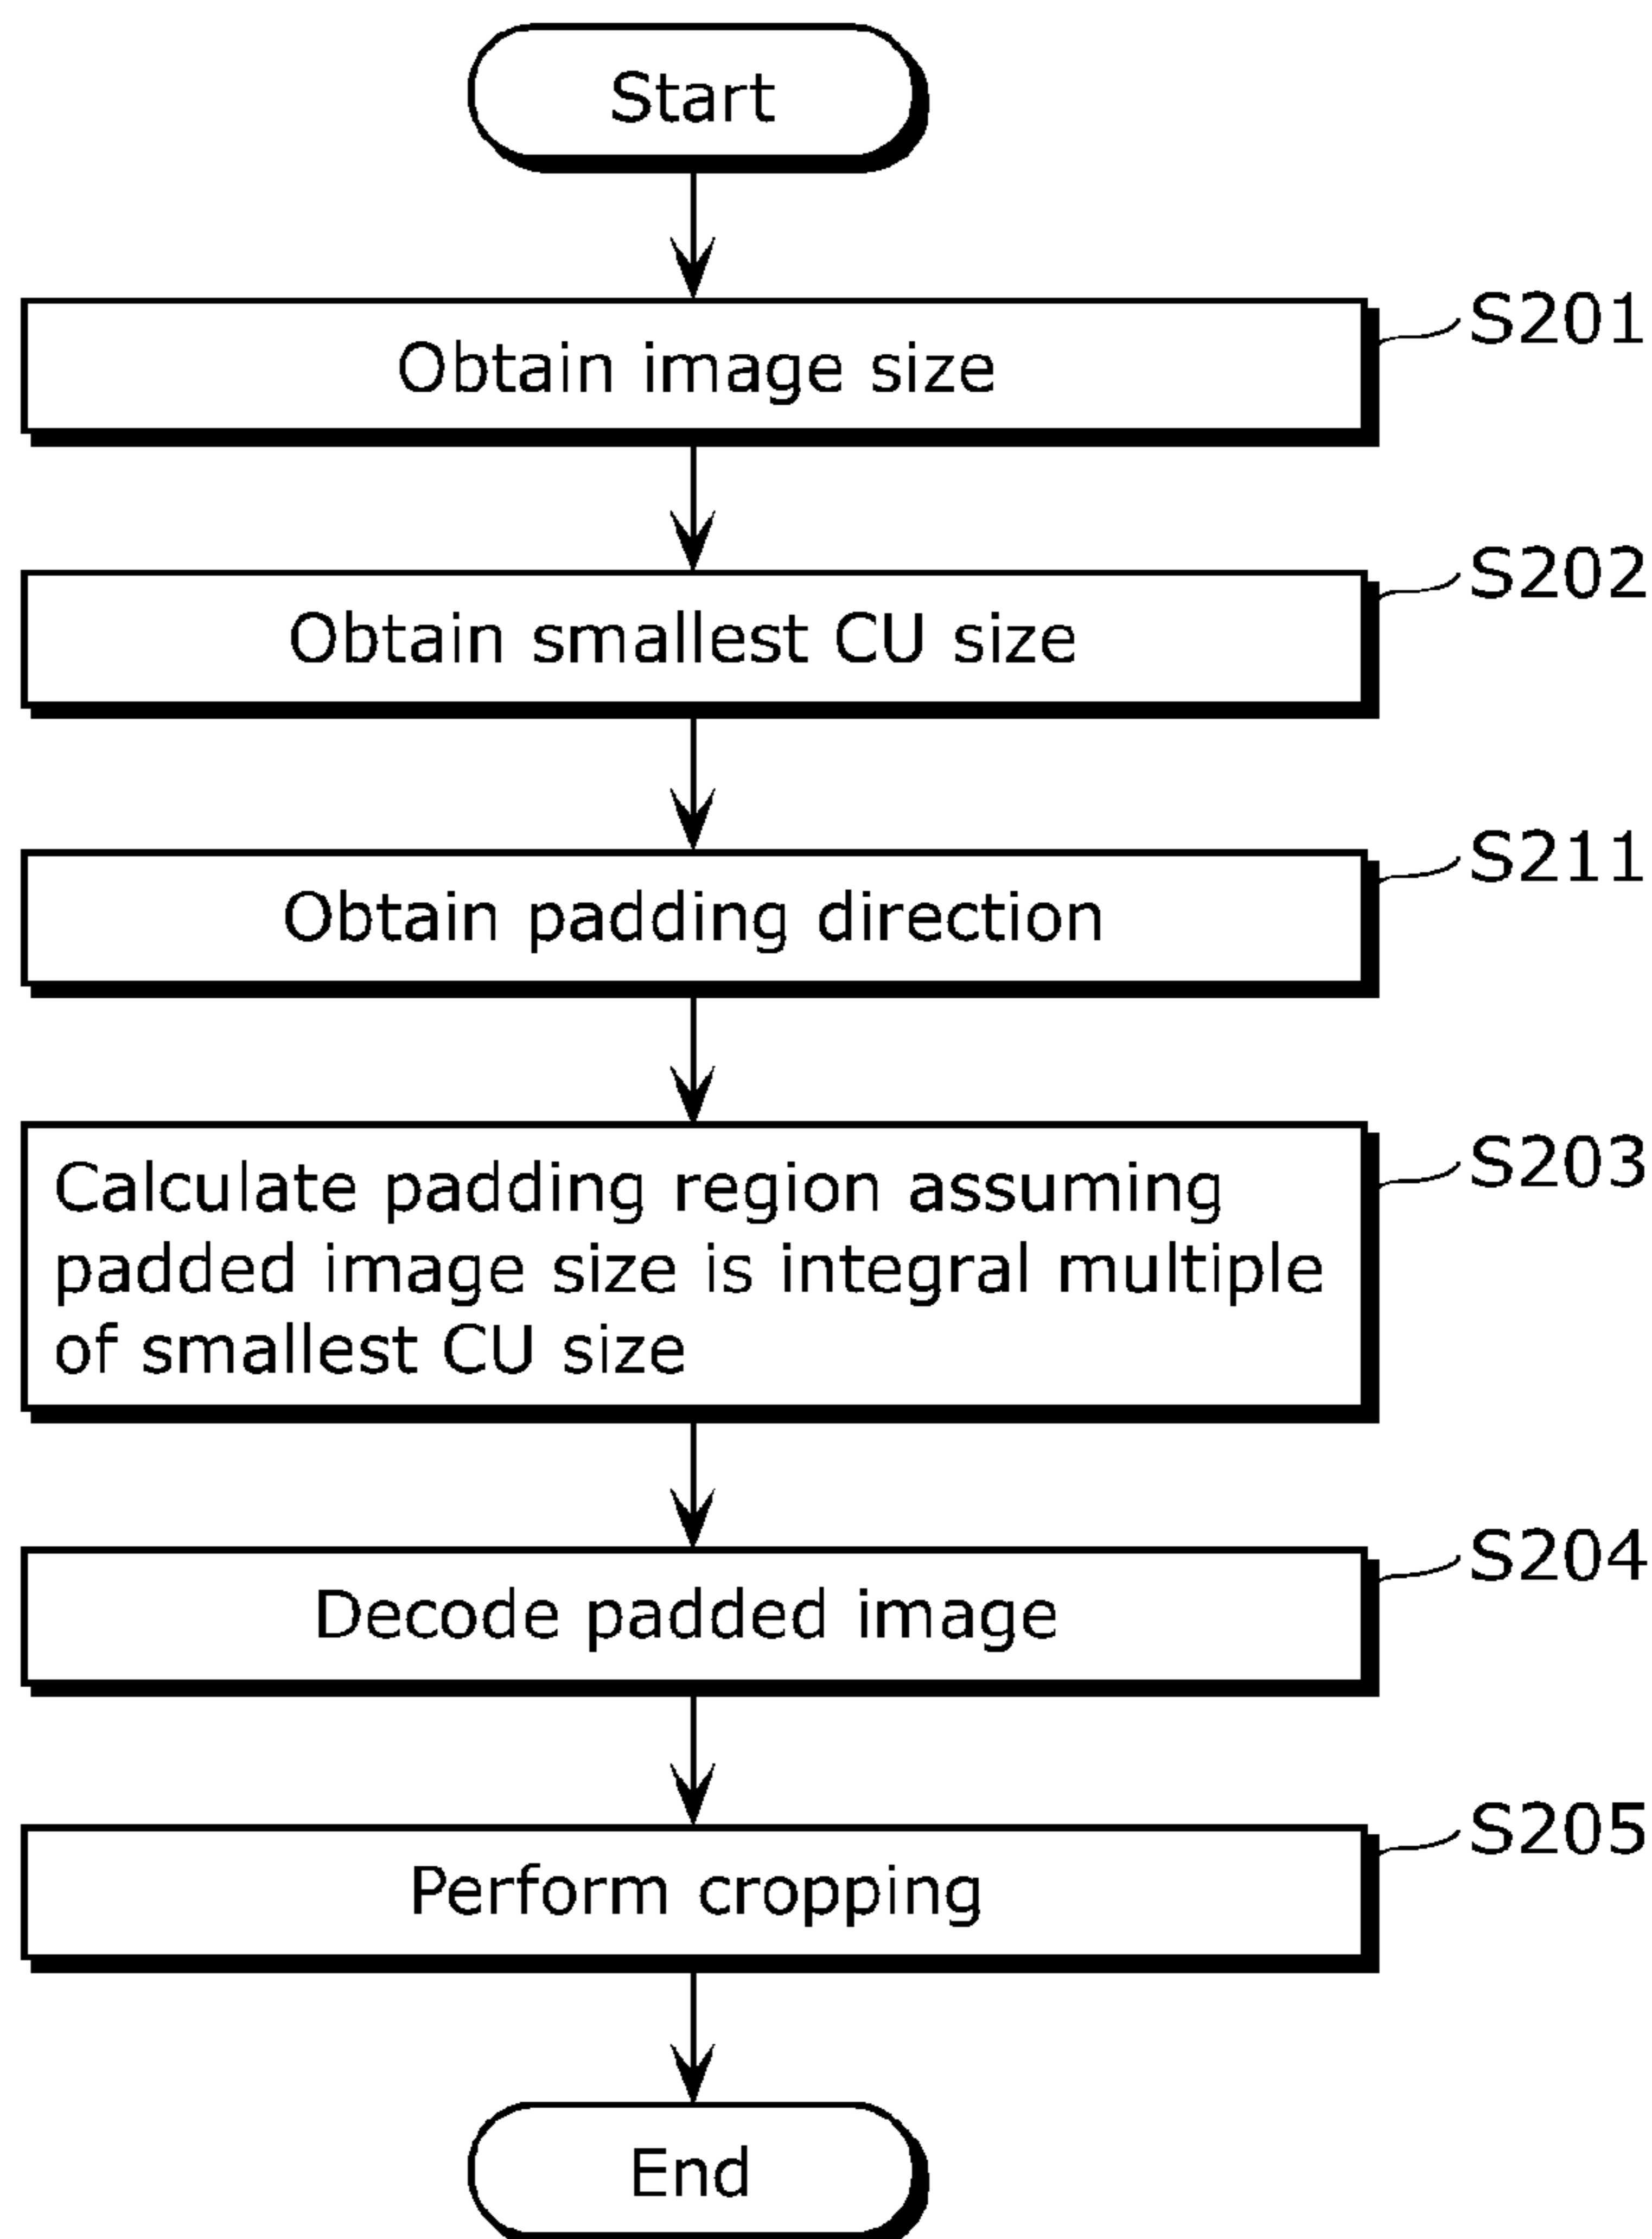 Start
Obtain image size
S201
Obtain smallest CU size
S202
Obtain padding direction
S211
Calculate padding region assuming
padded image size is integral multiple
of smallest CU size
S203
Decode padded image
S204
Perform cropping
S205
End